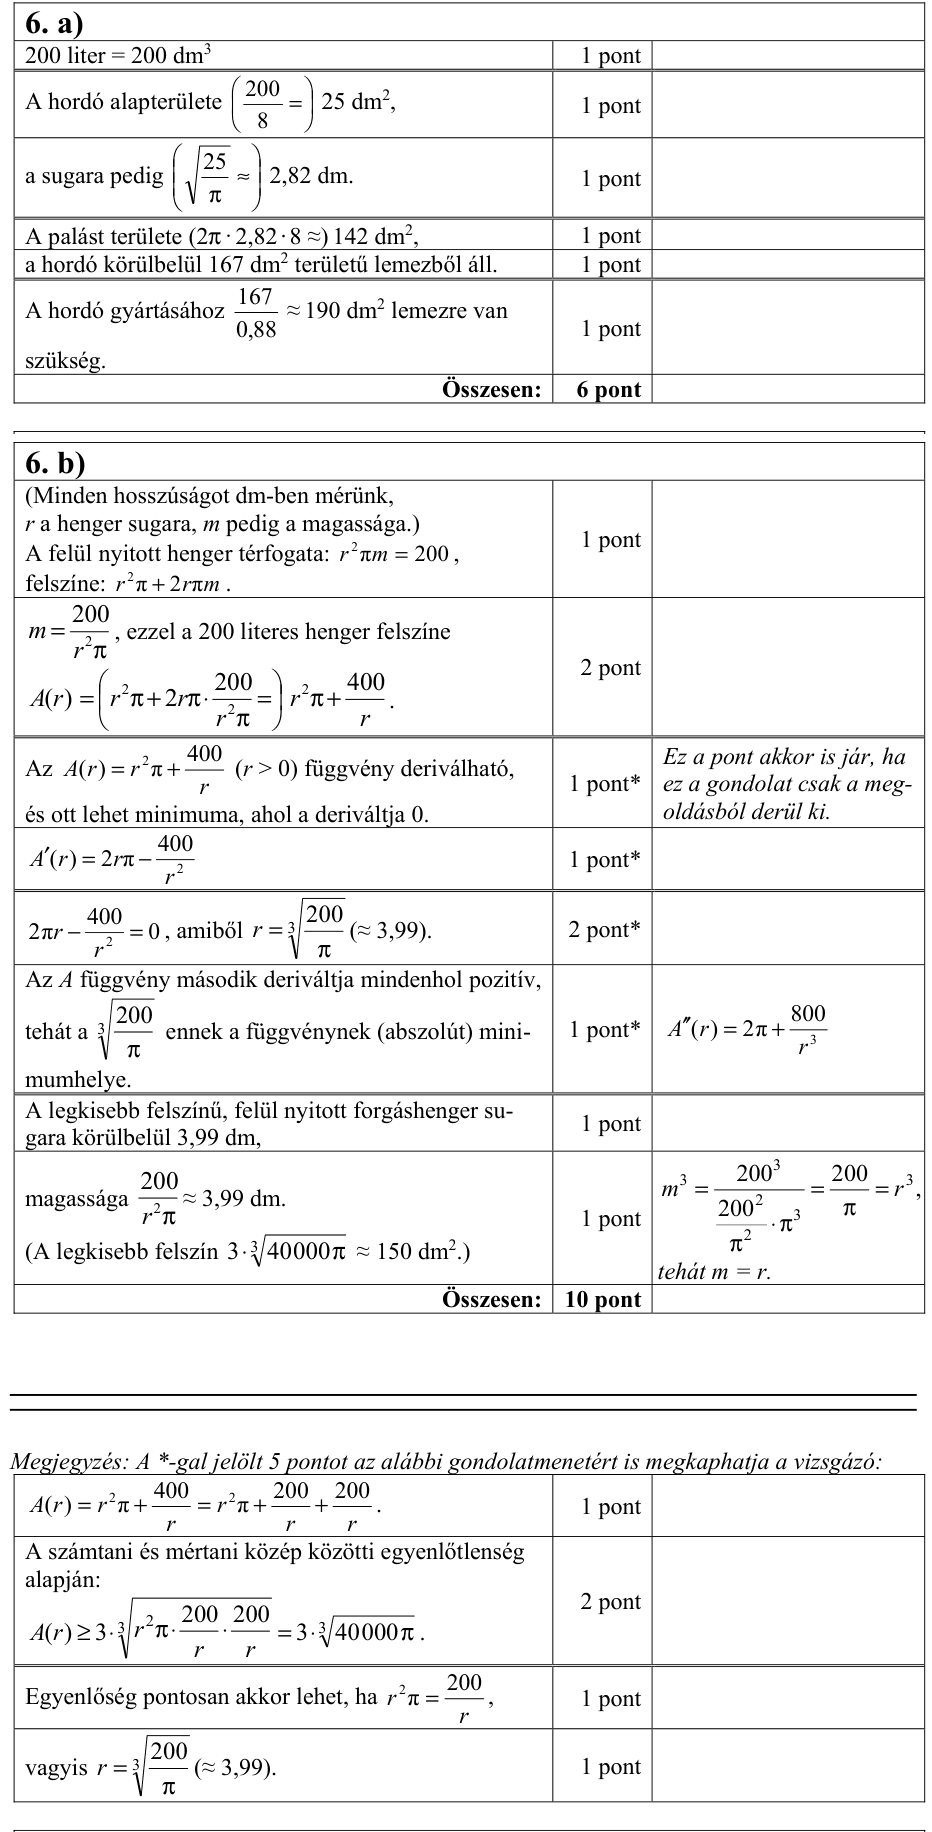 6. a)
200 liter = 200 dm³ 1 pont
A hordó alapterülete (200/8 =) 25 dm², 1 pont
a sugara pedig (√(25/π) ≈) 2,82 dm. 1 pont
A palást területe (2π · 2,82 · 8 ≈) 142 dm², 1 pont
a hordó körülbelül 167 dm² területű lemezből áll. 1 pont
A hordó gyártásához 167/0,88 ≈ 190 dm² lemezre van
szükség. 1 pont
Összesen: 6 pont
6. b)
(Minden hosszúságot dm-ben mérünk,
r a henger sugara, m pedig a magassága.)
A felül nyitott henger térfogata: r²πm = 200 ,
felszíne: r²π + 2rπm . 1 pont
m = 200/(r²π) , ezzel a 200 literes henger felszíne
A(r) = (r²π + 2rπ · 200/(r²π) =) r²π + 400/r . 2 pont
Az A(r) = r²π + 400/r (r > 0) függvény deriválható,
és ott lehet minimuma, ahol a deriváltja 0. 1 pont*
Ez a pont akkor is jár, ha
ez a gondolat csak a meg-
oldásból derül ki.
A′(r) = 2rπ − 400/r² 1 pont*
2πr − 400/r² = 0 , amiből r = ∛(200/π) (≈ 3,99). 2 pont*
Az A függvény második deriváltja mindenhol pozitív,
tehát a ∛(200/π) ennek a függvénynek (abszolút) mini-
mumhelye. 1 pont*
A″(r) = 2π + 800/r³
A legkisebb felszínű, felül nyitott forgáshenger su-
gara körülbelül 3,99 dm, 1 pont
magassága 200/(r²π) ≈ 3,99 dm.
(A legkisebb felszín 3 · ∛(40000π) ≈ 150 dm².) 1 pont
m³ = 200³/((200²/π²) · π³) = 200/π = r³,
tehát m = r.
Összesen: 10 pont
Megjegyzés: A *-gal jelölt 5 pontot az alábbi gondolatmenetért is megkaphatja a vizsgázó:
A(r) = r²π + 400/r = r²π + 200/r + 200/r . 1 pont
A számtani és mértani közép közötti egyenlőtlenség
alapján:
A(r) ≥ 3 · ∛(r²π · 200/r · 200/r) = 3 · ∛(40000π) . 2 pont
Egyenlőség pontosan akkor lehet, ha r²π = 200/r , 1 pont
vagyis r = ∛(200/π) (≈ 3,99). 1 pont